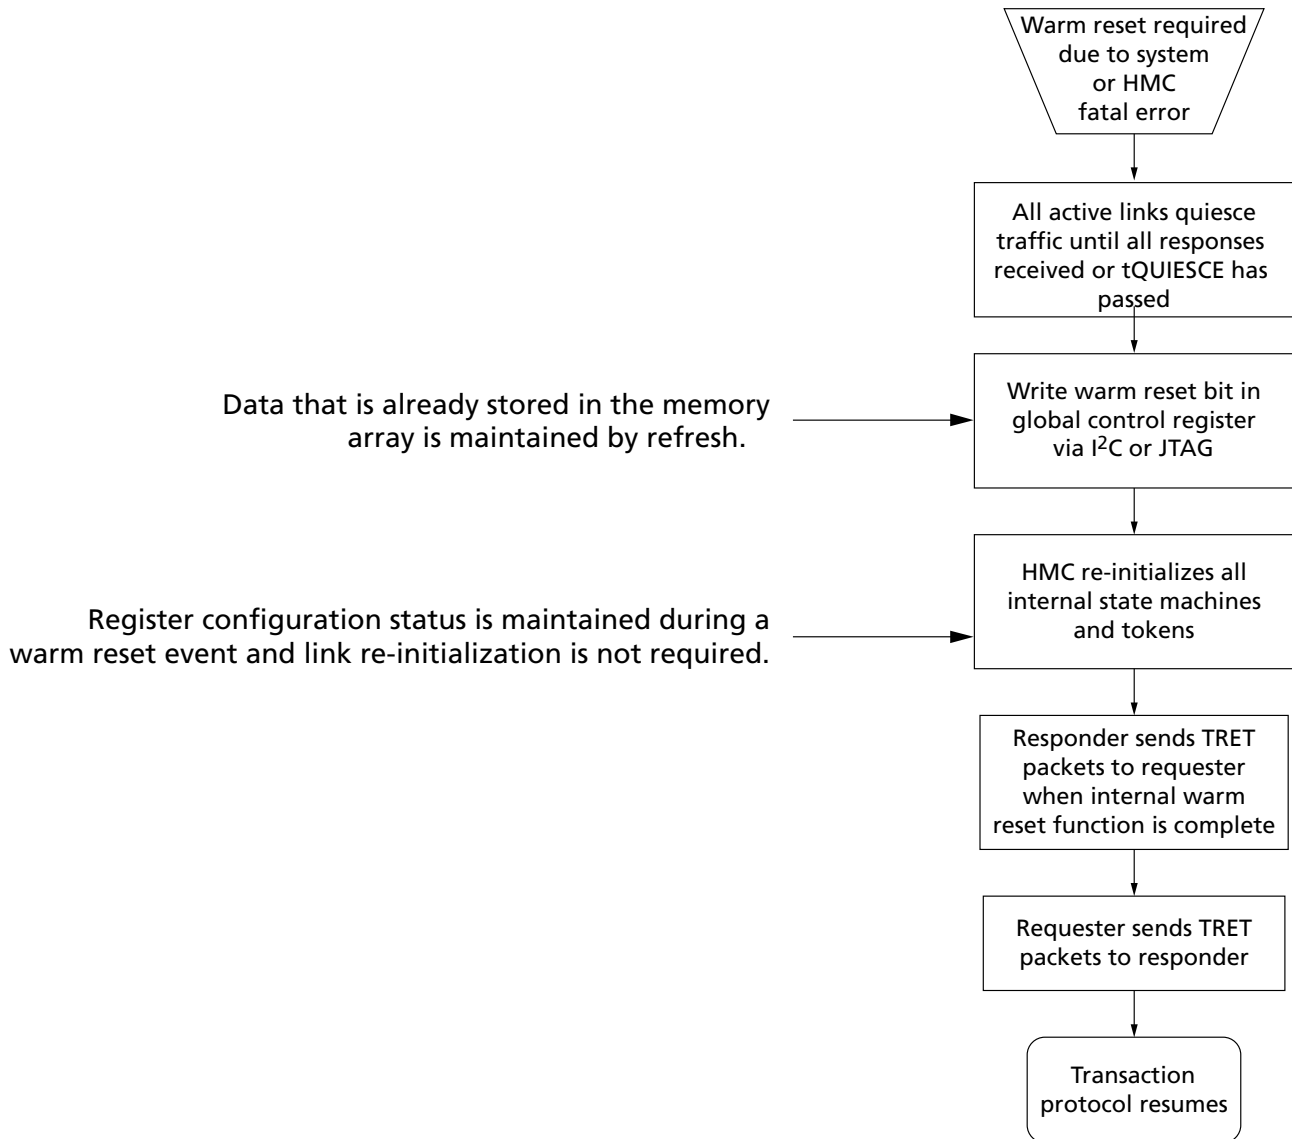 Warm reset required
due to system
or HMC
fatal error
All active links quiesce
traffic until all responses
received or tQUIESCE has
passed
Data that is already stored in the memory
array is maintained by refresh.
Write warm reset bit in
global control register
via I²C or JTAG
Register configuration status is maintained during a
warm reset event and link re-initialization is not required.
HMC re-initializes all
internal state machines
and tokens
Responder sends TRET
packets to requester
when internal warm
reset function is complete
Requester sends TRET
packets to responder
Transaction
protocol resumes